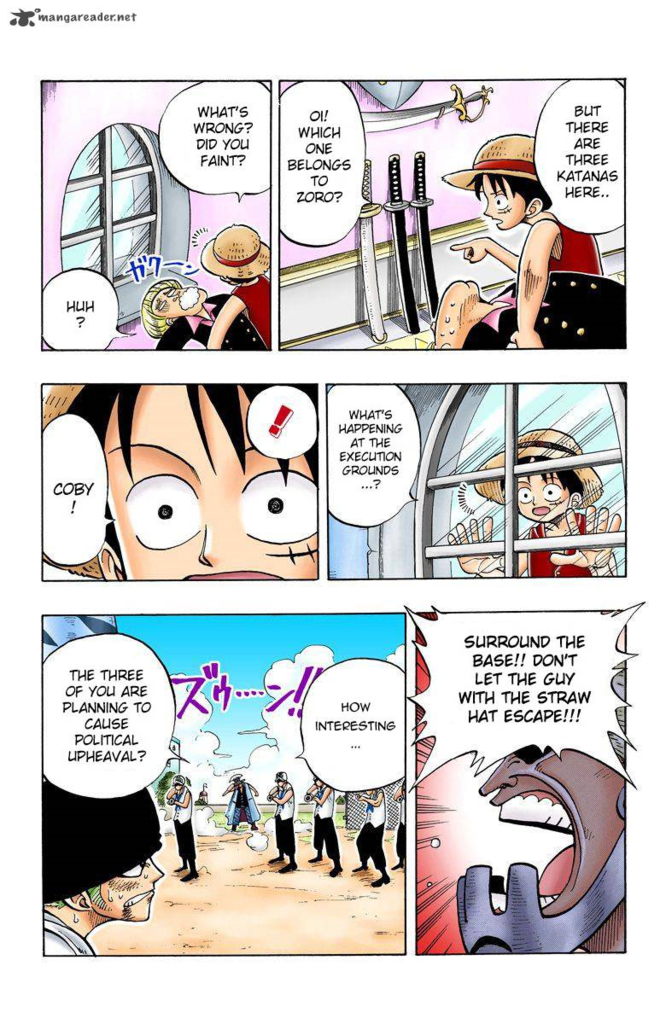 mangareader.net
BUT
THERE
ARE
THREE
KATANAS
HERE..
OI!
WHICH
ONE
BELONGS
TO
ZORO?
WHAT'S
WRONG?
DID YOU
FAINT?
ガクーン
HUH
?
WHAT'S
HAPPENING
AT THE
EXECUTION
GROUNDS
...?
!
COBY
!
SURROUND THE
BASE!! DON'T
LET THE GUY
WITH THE STRAW
HAT ESCAPE!!!
HOW
INTERESTING
...
ズゥ····ン!!
THE THREE
OF YOU ARE
PLANNING TO
CAUSE
POLITICAL
UPHEAVAL?